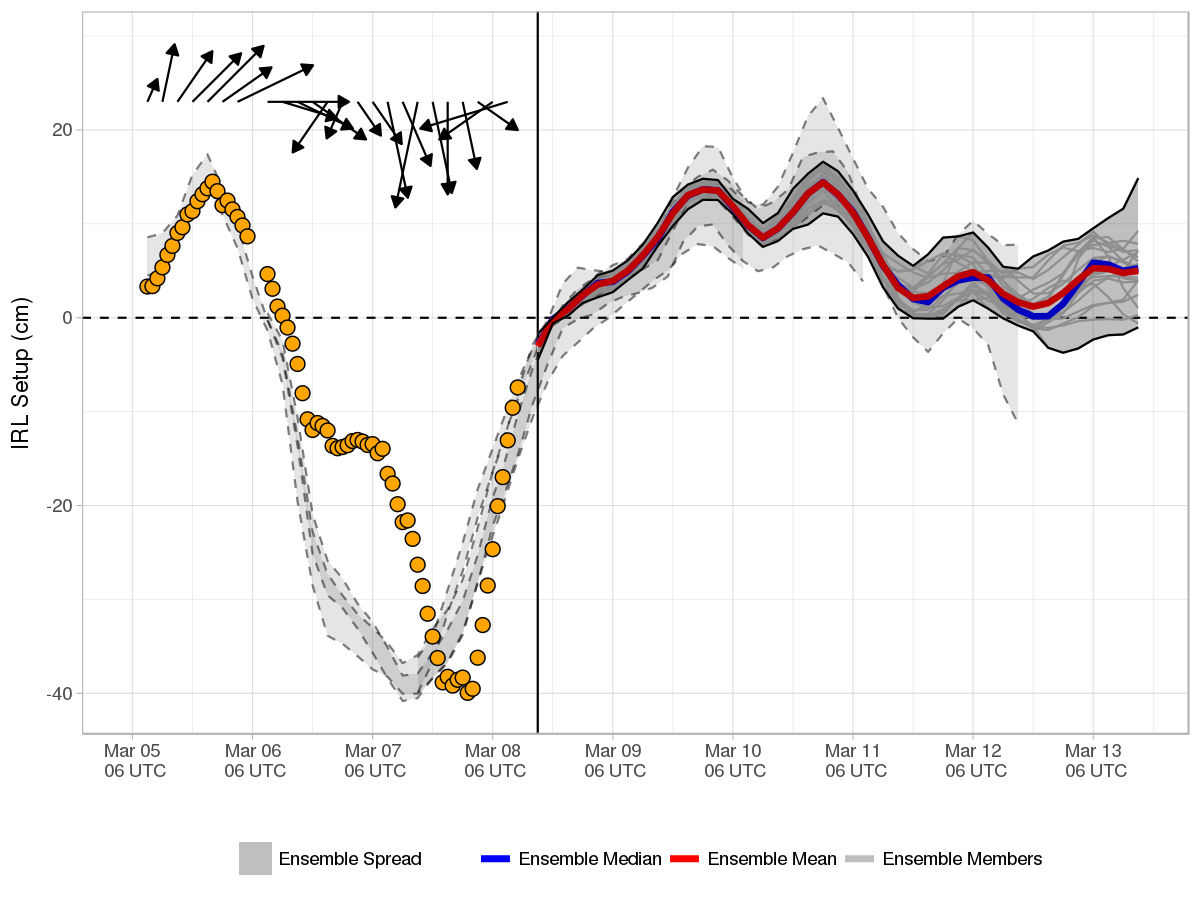 IRL Setup (cm)
20
0
-20
-40
Mar 05 Mar 06 Mar 07 Mar 08 Mar 09 Mar 10 Mar 11 Mar 12 Mar 13
06 UTC 06 UTC 06 UTC 06 UTC 06 UTC 06 UTC 06 UTC 06 UTC 06 UTC
Ensemble Spread Ensemble Median Ensemble Mean Ensemble Members